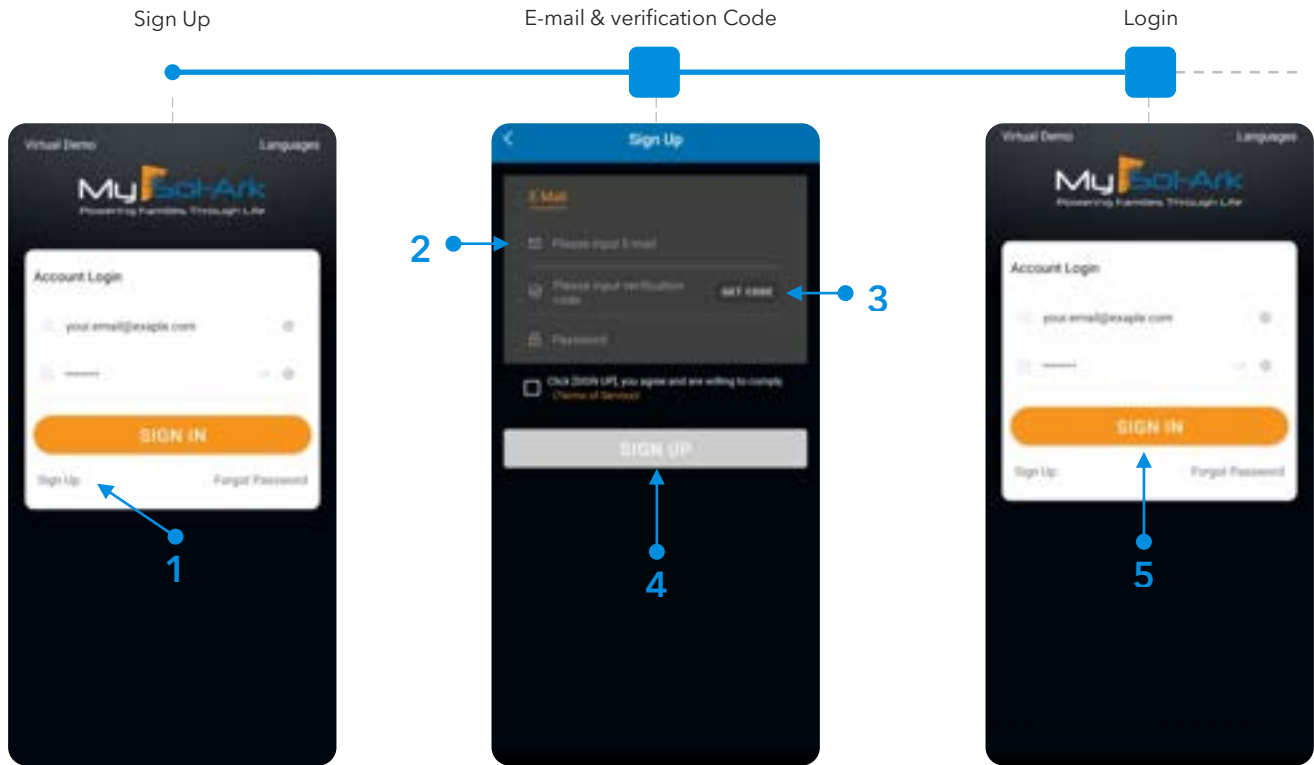 Sign Up
E-mail & verification Code
Login
Virtual Demo
Languages
My Sol-Ark
Powering Families Through Life
Account Login
your.email@exaple.com
SIGN IN
Sign Up
Forgot Password
1
Sign Up
E-Mail
2
Please input E-mail
Please input verification
code
GET CODE
3
Password
Click [SIGN UP], you agree and are willing to comply
《Terms of Service》
SIGN UP
4
Virtual Demo
Languages
My Sol-Ark
Powering Families Through Life
Account Login
your.email@exaple.com
SIGN IN
Sign Up
Forgot Password
5